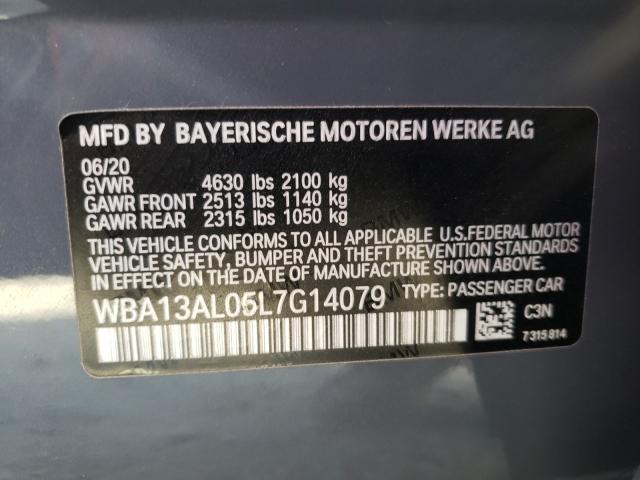 MFD BY BAYERISCHE MOTOREN WERKE AG
06/20
GVWR 4630 lbs 2100 kg
GAWR FRONT 2513 lbs 1140 kg
GAWR REAR 2315 lbs 1050 kg
THIS VEHICLE CONFORMS TO ALL APPLICABLE U.S.FEDERAL MOTOR
VEHICLE SAFETY, BUMPER AND THEFT PREVENTION STANDARDS
IN EFFECT ON THE DATE OF MANUFACTURE SHOWN ABOVE.
WBA13AL05L7G14079 TYPE: PASSENGER CAR
C3N
7315814